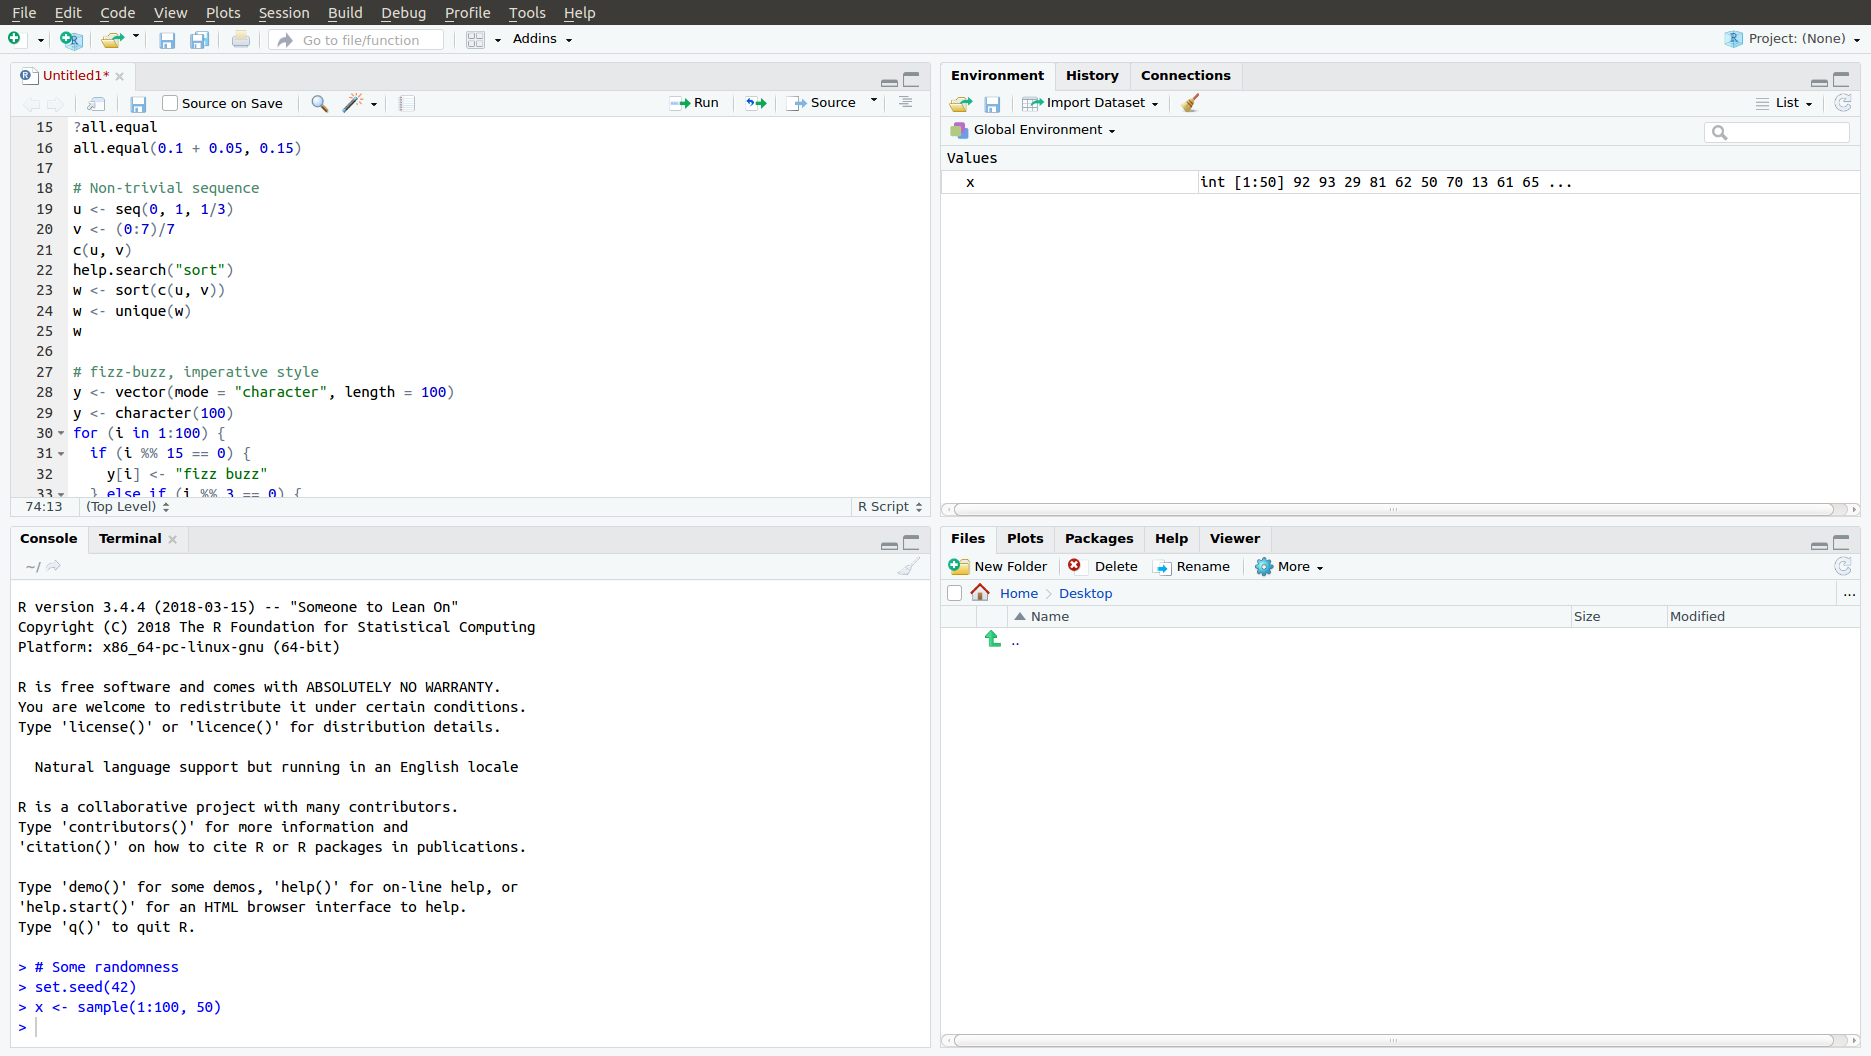 File Edit Code View Plots Session Build Debug Profile Tools Help
Go to file/function Addins Project: (None)
Untitled1*
Source on Save Run Source
15 ?all.equal
16 all.equal(0.1 + 0.05, 0.15)
17
18 # Non-trivial sequence
19 u <- seq(0, 1, 1/3)
20 v <- (0:7)/7
21 c(u, v)
22 help.search("sort")
23 w <- sort(c(u, v))
24 w <- unique(w)
25 w
26
27 # fizz-buzz, imperative style
28 y <- vector(mode = "character", length = 100)
29 y <- character(100)
30 for (i in 1:100) {
31 if (i %% 15 == 0) {
32 y[i] <- "fizz buzz"
33 } else if (i %% 3 == 0) {
74:13 (Top Level) R Script
Console Terminal
~/
R version 3.4.4 (2018-03-15) -- "Someone to Lean On"
Copyright (C) 2018 The R Foundation for Statistical Computing
Platform: x86_64-pc-linux-gnu (64-bit)
R is free software and comes with ABSOLUTELY NO WARRANTY.
You are welcome to redistribute it under certain conditions.
Type 'license()' or 'licence()' for distribution details.
Natural language support but running in an English locale
R is a collaborative project with many contributors.
Type 'contributors()' for more information and
'citation()' on how to cite R or R packages in publications.
Type 'demo()' for some demos, 'help()' for on-line help, or
'help.start()' for an HTML browser interface to help.
Type 'q()' to quit R.
> # Some randomness
> set.seed(42)
> x <- sample(1:100, 50)
>
Environment History Connections
Import Dataset List
Global Environment
Values
x int [1:50] 92 93 29 81 62 50 70 13 61 65 ...
Files Plots Packages Help Viewer
New Folder Delete Rename More
Home Desktop ...
Name Size Modified
..